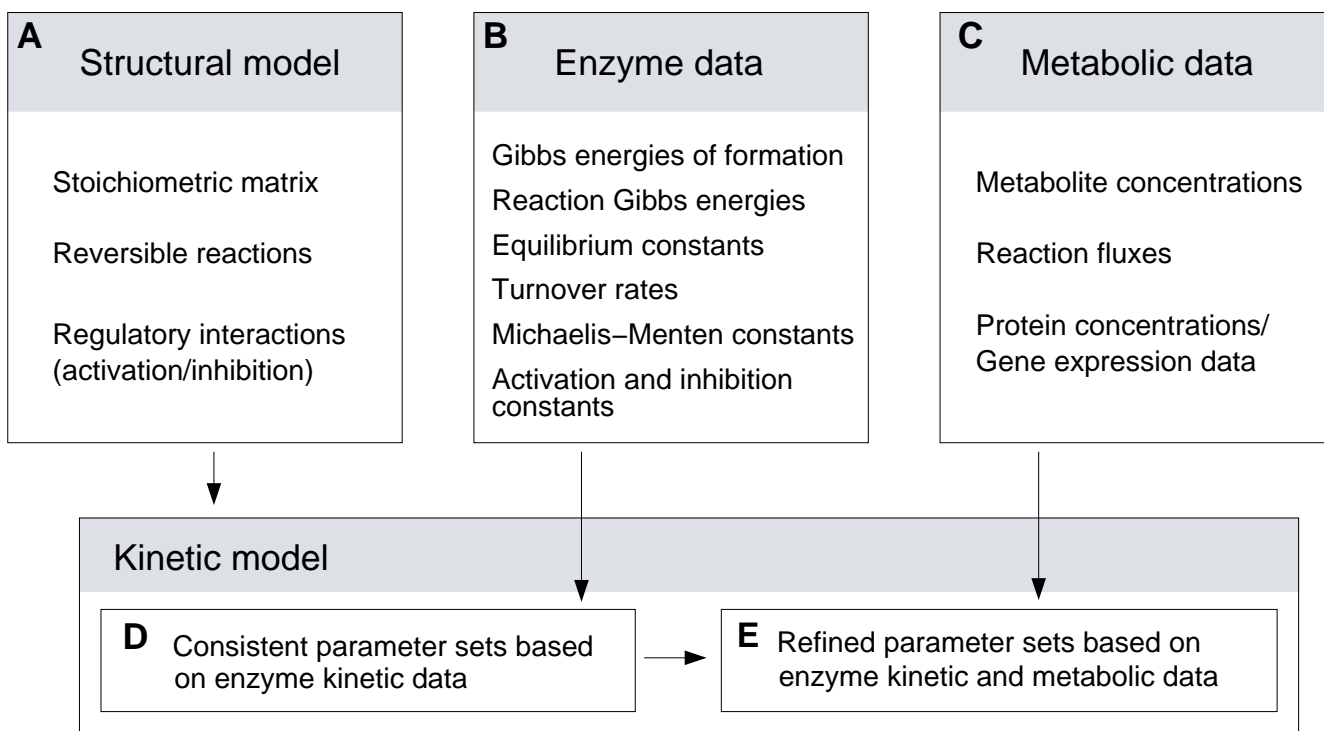 A
Structural model
Stoichiometric matrix
Reversible reactions
Regulatory interactions
(activation/inhibition)
B
Enzyme data
Gibbs energies of formation
Reaction Gibbs energies
Equilibrium constants
Turnover rates
Michaelis−Menten constants
Activation and inhibition
constants
C
Metabolic data
Metabolite concentrations
Reaction fluxes
Protein concentrations/
Gene expression data
Kinetic model
D
Consistent parameter sets based
on enzyme kinetic data
E
Refined parameter sets based on
enzyme kinetic and metabolic data